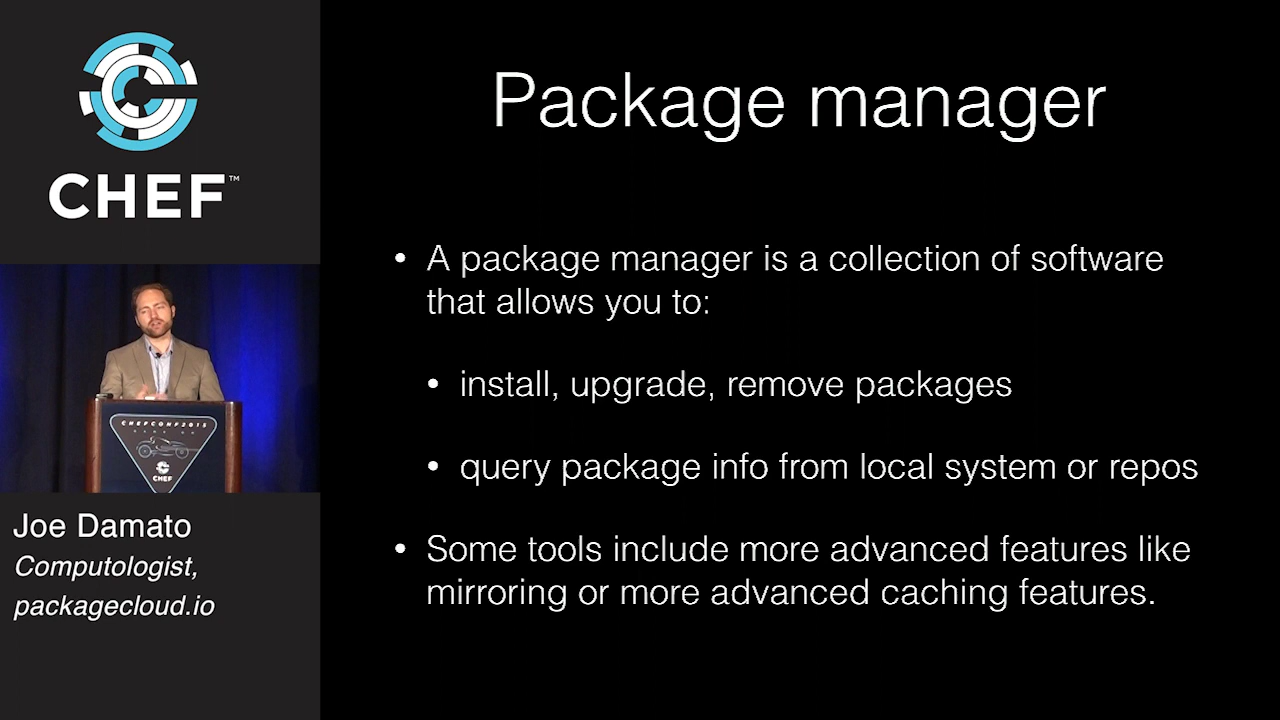 CHEF™
CHEFCONF2015
CHEF
Joe Damato
Computologist,
packagecloud.io
Package manager
• A package manager is a collection of software
that allows you to:
• install, upgrade, remove packages
• query package info from local system or repos
• Some tools include more advanced features like
mirroring or more advanced caching features.